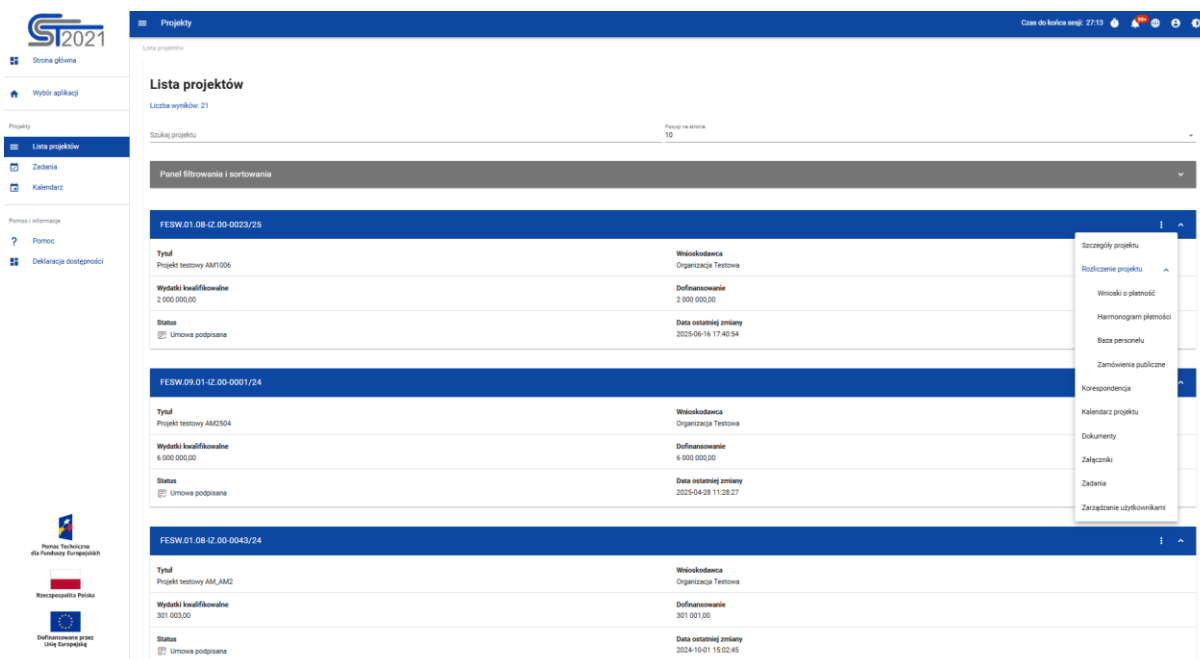 ST2021
Strona główna
Wybór aplikacji
Projekty
Lista projektów
Zadania
Kalendarz
Pomoc i informacje
Pomoc
Deklaracja dostępności
Pomoc Techniczna
dla Funduszy Europejskich
Rzeczpospolita Polska
Dofinansowane przez
Unię Europejską
Projekty
Czas do końca sesji: 27:13
99+
Lista projektów
Lista projektów
Liczba wyników: 21
Szukaj projektu
Pozycji na stronie:
10
Panel filtrowania i sortowania
FESW.01.08-IZ.00-0023/25
Tytuł
Wnioskodawca
Projekt testowy AM1006
Organizacja Testowa
Wydatki kwalifikowalne
Dofinansowanie
2 000 000,00
2 000 000,00
Status
Data ostatniej zmiany
Umowa podpisana
2025-06-16 17:40:54
Szczegóły projektu
Rozliczenie projektu
Wnioski o płatność
Harmonogram płatności
Baza personelu
Zamówienia publiczne
Korespondencja
Kalendarz projektu
Dokumenty
Załączniki
Zadania
Zarządzanie użytkownikami
FESW.09.01-IZ.00-0001/24
Tytuł
Wnioskodawca
Projekt testowy AM2504
Organizacja Testowa
Wydatki kwalifikowalne
Dofinansowanie
6 000 000,00
6 000 000,00
Status
Data ostatniej zmiany
Umowa podpisana
2025-04-28 11:28:27
FESW.01.08-IZ.00-0043/24
Tytuł
Wnioskodawca
Projekt testowy AM_AM2
Organizacja Testowa
Wydatki kwalifikowalne
Dofinansowanie
301 003,00
301 001,00
Status
Data ostatniej zmiany
Umowa podpisana
2024-10-01 15:02:45